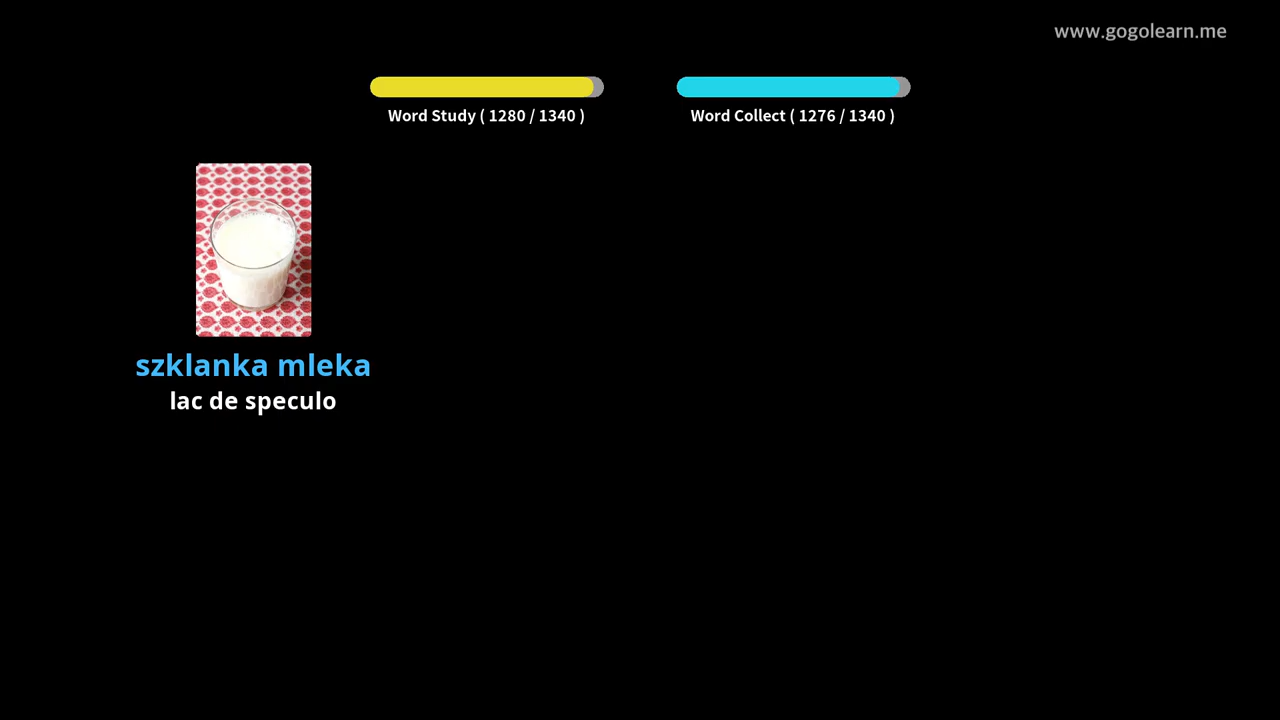 www.gogolearn.me
Word Study ( 1280 / 1340 )
Word Collect ( 1276 / 1340 )
szklanka mleka
lac de speculo